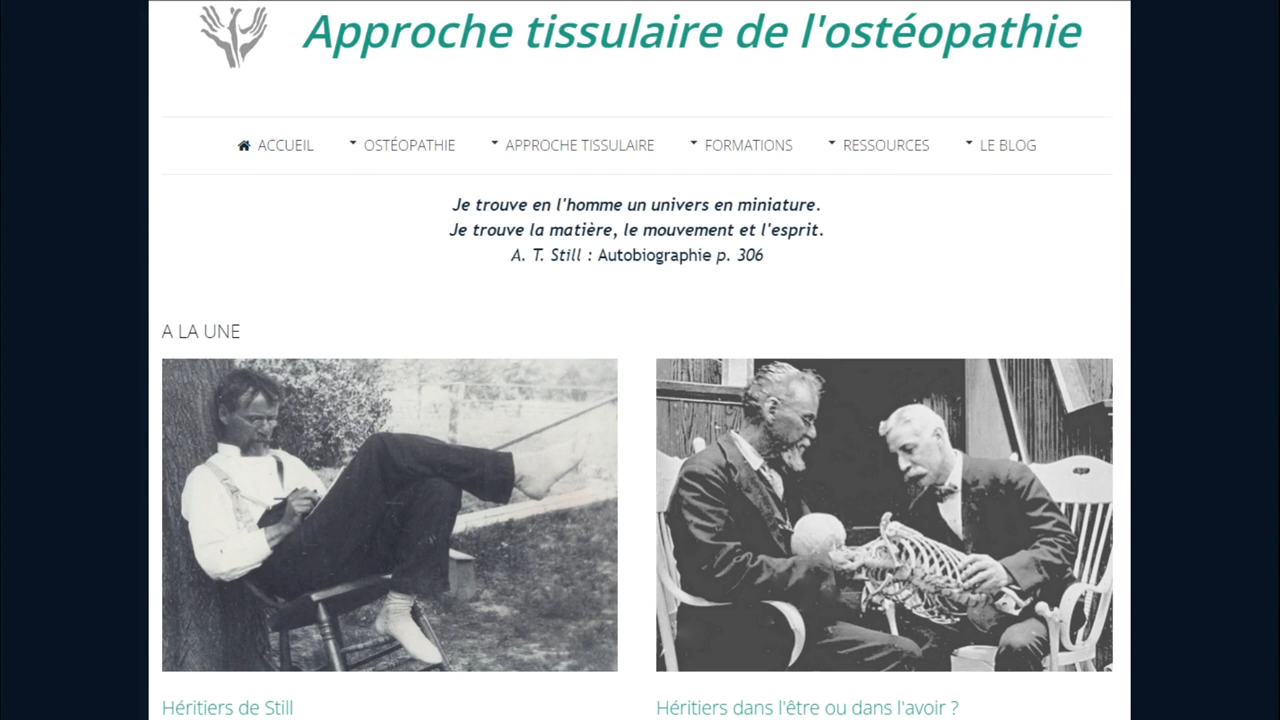 Approche tissulaire de l'ostéopathie
ACCUEIL OSTÉOPATHIE APPROCHE TISSULAIRE FORMATIONS RESSOURCES LE BLOG
Je trouve en l'homme un univers en miniature.
Je trouve la matière, le mouvement et l'esprit.
A. T. Still : Autobiographie p. 306
A LA UNE
Héritiers de Still
Héritiers dans l'être ou dans l'avoir ?